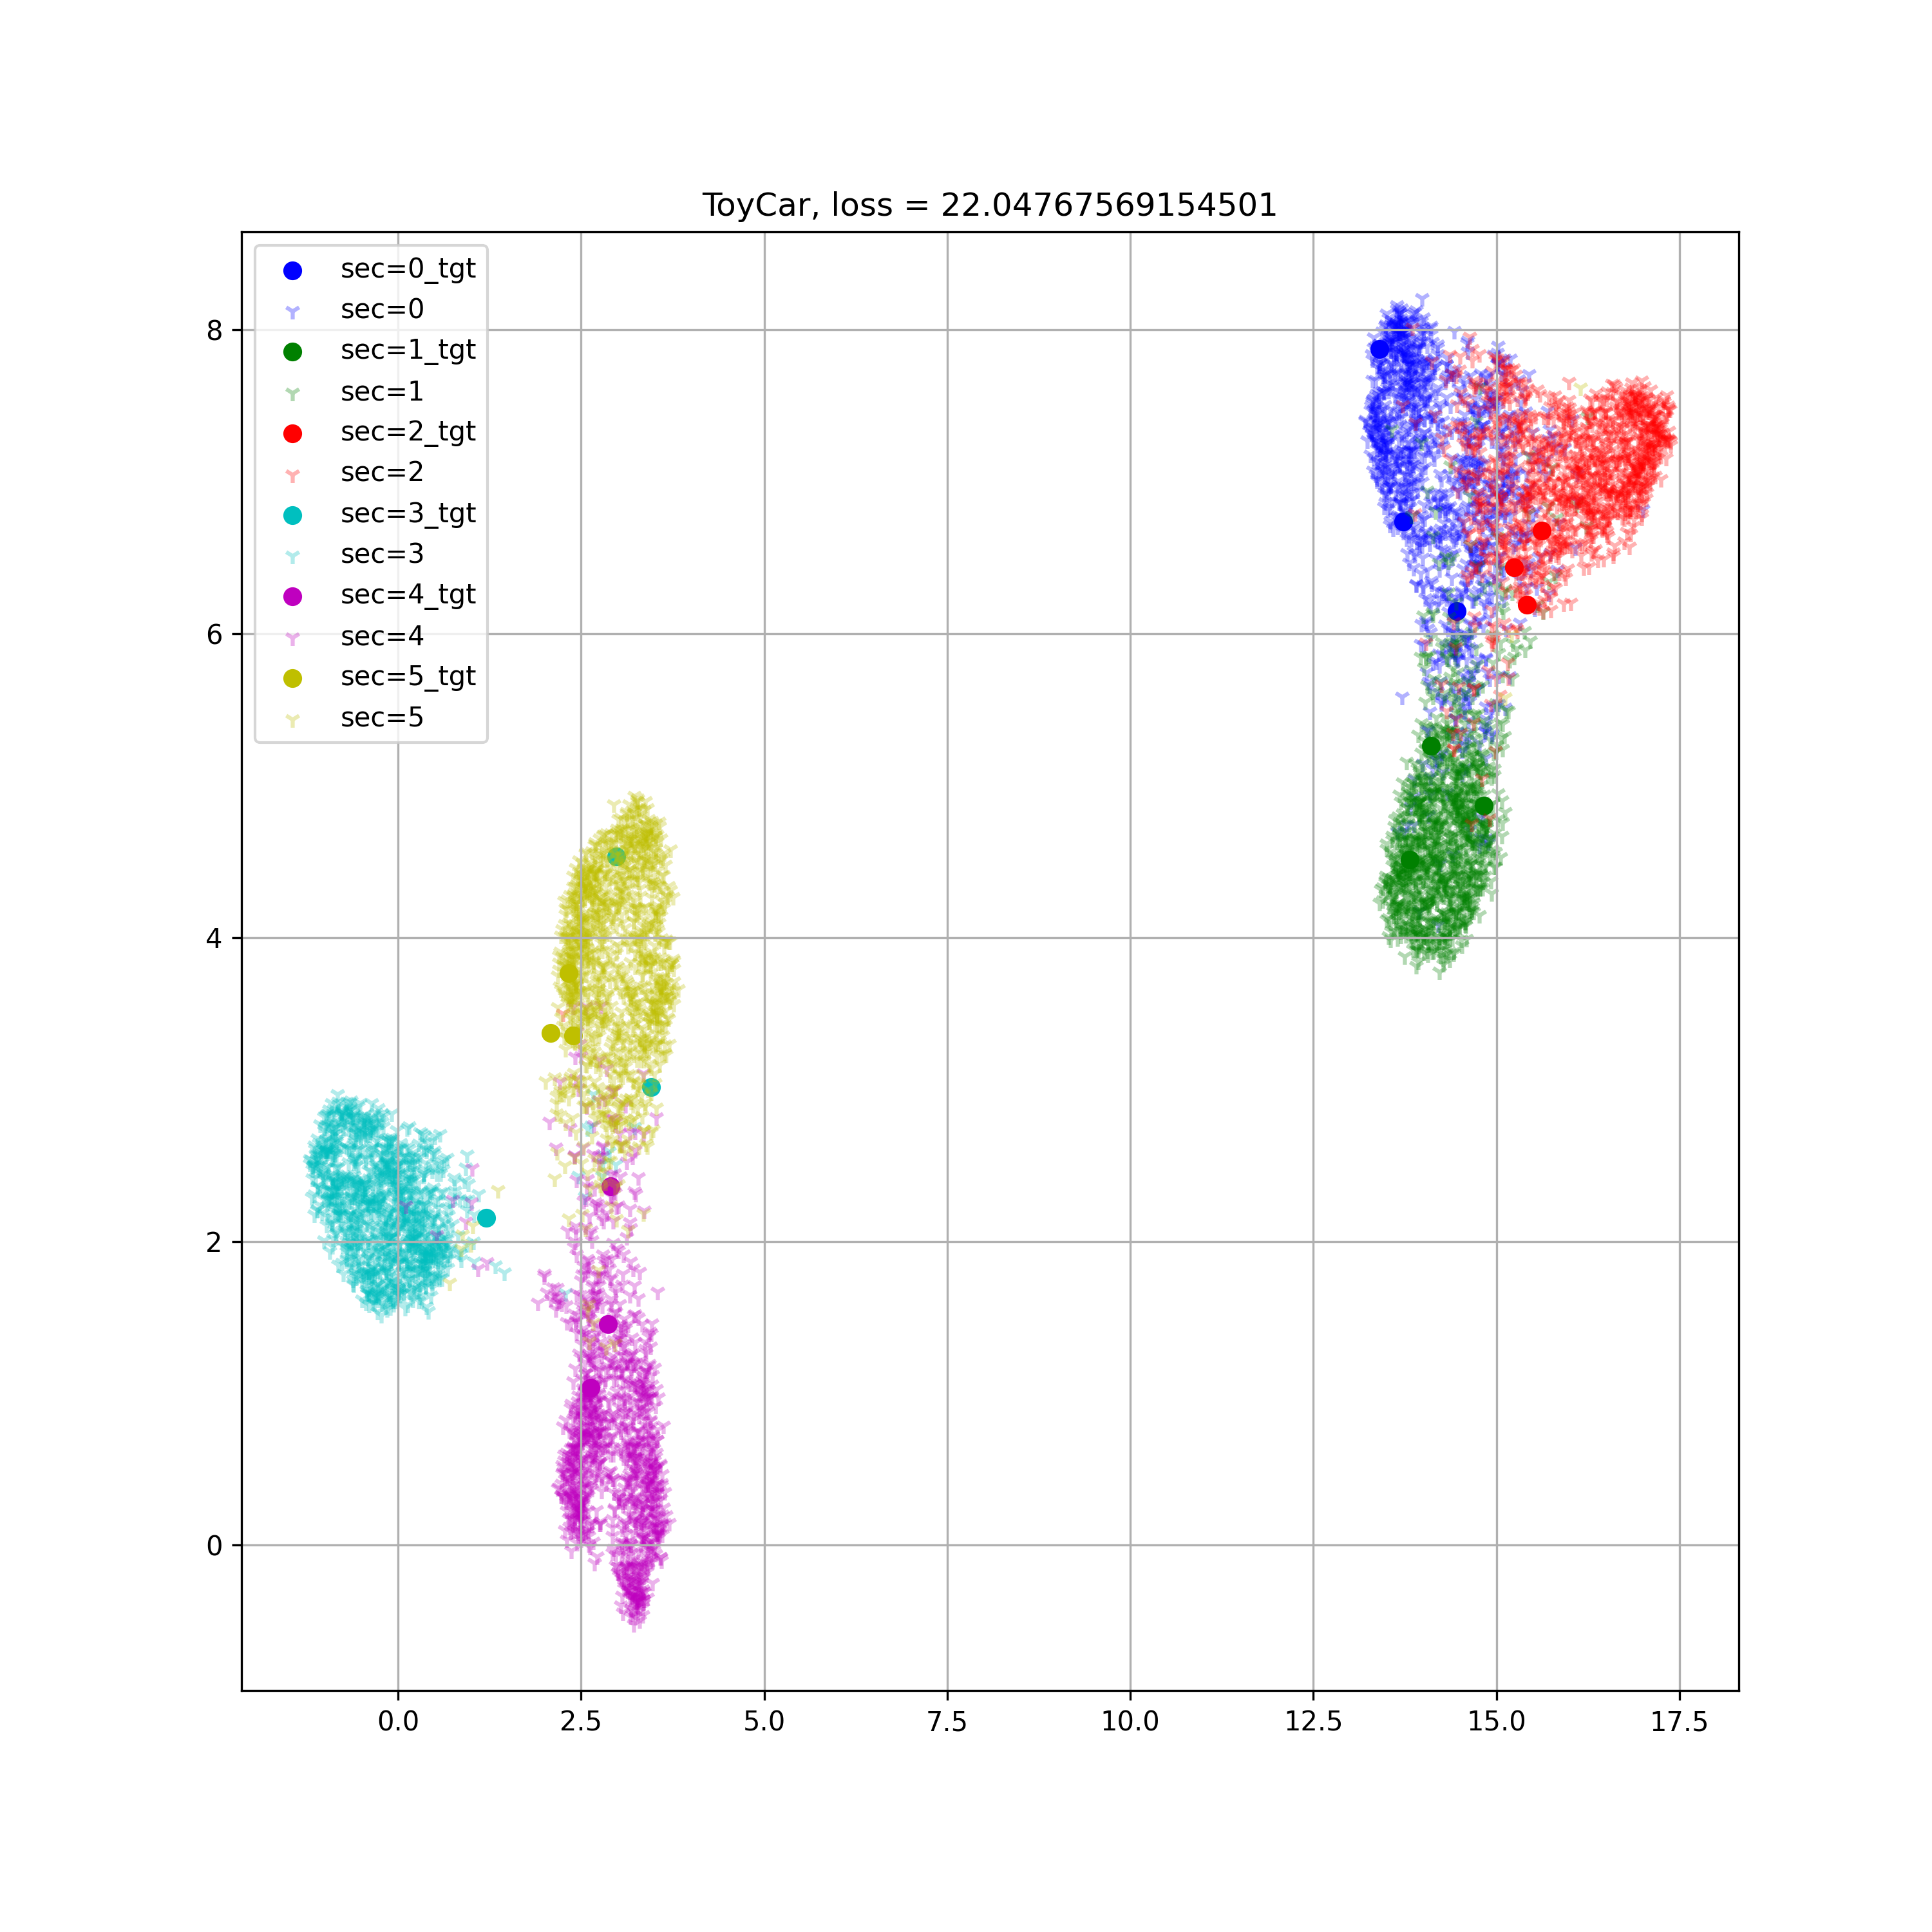 ToyCar, loss = 22.04767569154501
sec=0_tgt
sec=0
sec=1_tgt
sec=1
sec=2_tgt
sec=2
sec=3_tgt
sec=3
sec=4_tgt
sec=4
sec=5_tgt
sec=5
8
6
4
2
0
0.0 2.5 5.0 7.5 10.0 12.5 15.0 17.5